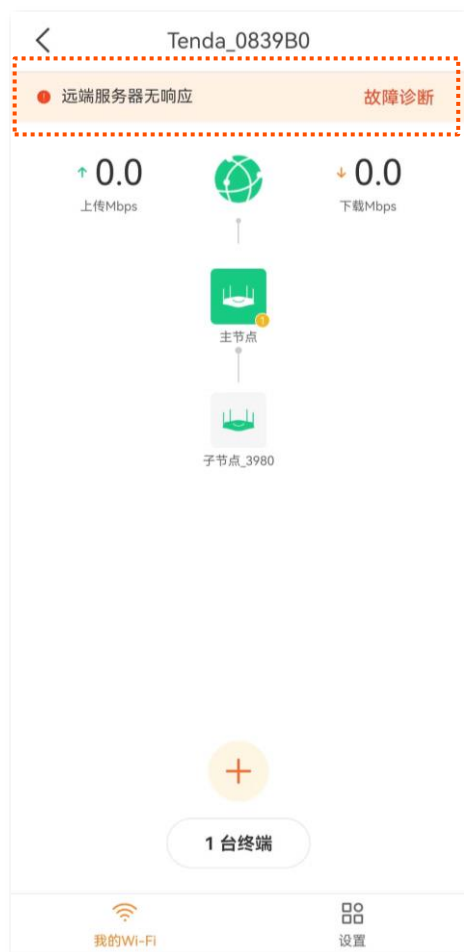 Tenda_0839B0
远端服务器无响应 故障诊断
0.0 0.0
上传Mbps 下载Mbps
1
主节点
子节点_3980
1 台终端
我的Wi-Fi 设置